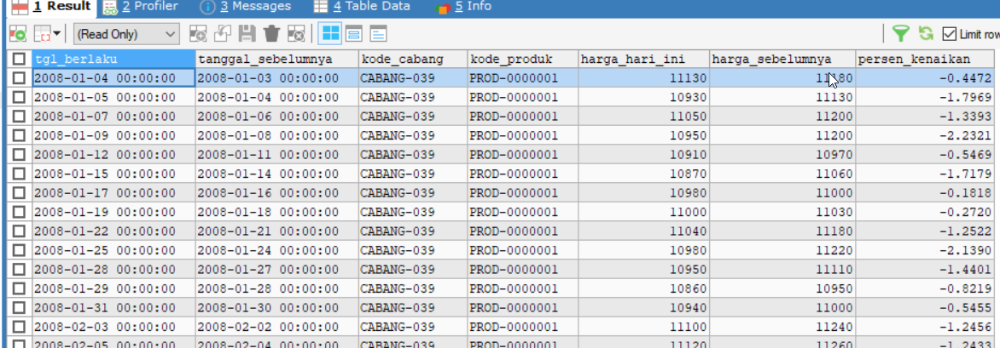 1 Result 2 Profiler 3 Messages 4 Table Data 5 Info
(Read Only) Limit row
tgl_berlaku tanggal_sebelumnya kode_cabang kode_produk harga_hari_ini harga_sebelumnya persen_kenaikan
2008-01-04 00:00:00 2008-01-03 00:00:00 CABANG-039 PROD-0000001 11130 11180 -0.4472
2008-01-05 00:00:00 2008-01-04 00:00:00 CABANG-039 PROD-0000001 10930 11130 -1.7969
2008-01-07 00:00:00 2008-01-06 00:00:00 CABANG-039 PROD-0000001 11050 11200 -1.3393
2008-01-09 00:00:00 2008-01-08 00:00:00 CABANG-039 PROD-0000001 10950 11200 -2.2321
2008-01-12 00:00:00 2008-01-11 00:00:00 CABANG-039 PROD-0000001 10910 10970 -0.5469
2008-01-15 00:00:00 2008-01-14 00:00:00 CABANG-039 PROD-0000001 10870 11060 -1.7179
2008-01-17 00:00:00 2008-01-16 00:00:00 CABANG-039 PROD-0000001 10980 11000 -0.1818
2008-01-19 00:00:00 2008-01-18 00:00:00 CABANG-039 PROD-0000001 11000 11030 -0.2720
2008-01-22 00:00:00 2008-01-21 00:00:00 CABANG-039 PROD-0000001 11040 11180 -1.2522
2008-01-25 00:00:00 2008-01-24 00:00:00 CABANG-039 PROD-0000001 10980 11220 -2.1390
2008-01-28 00:00:00 2008-01-27 00:00:00 CABANG-039 PROD-0000001 10950 11110 -1.4401
2008-01-29 00:00:00 2008-01-28 00:00:00 CABANG-039 PROD-0000001 10860 10950 -0.8219
2008-01-31 00:00:00 2008-01-30 00:00:00 CABANG-039 PROD-0000001 10940 11000 -0.5455
2008-02-03 00:00:00 2008-02-02 00:00:00 CABANG-039 PROD-0000001 11100 11240 -1.2456
2008-02-05 00:00:00 2008-02-04 00:00:00 CABANG-039 PROD-0000001 11120 11260 -1.2433